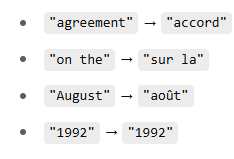 "agreement" → "accord"
"on the" → "sur la"
"August" → "août"
"1992" → "1992"